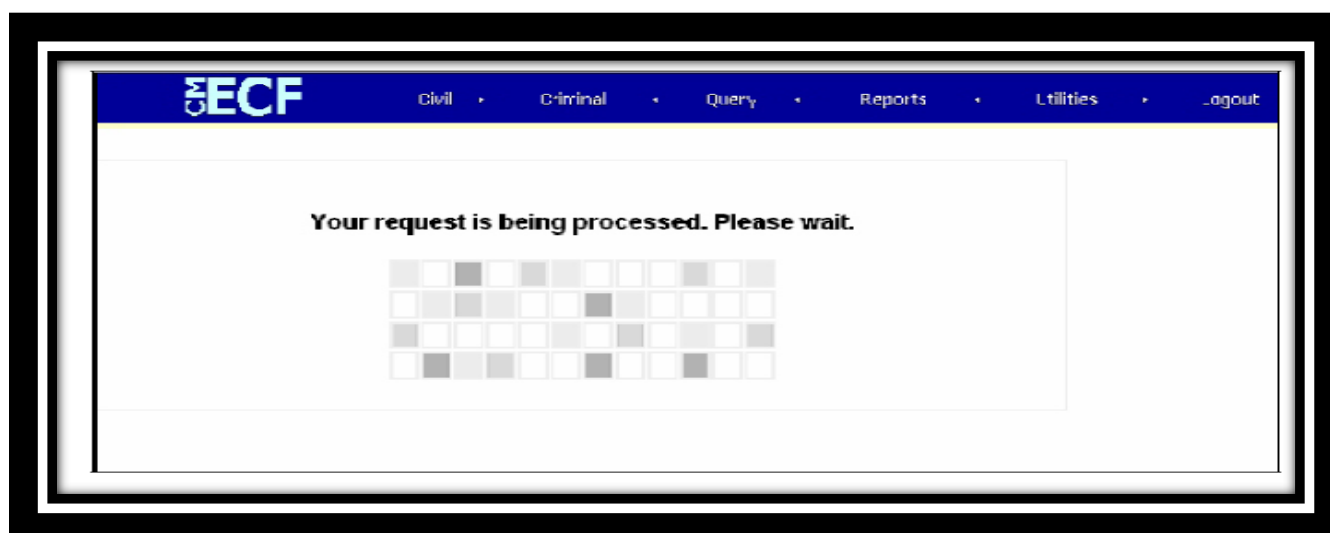 CM ECF Civil Criminal Query Reports Utilities Logout
Your request is being processed. Please wait.